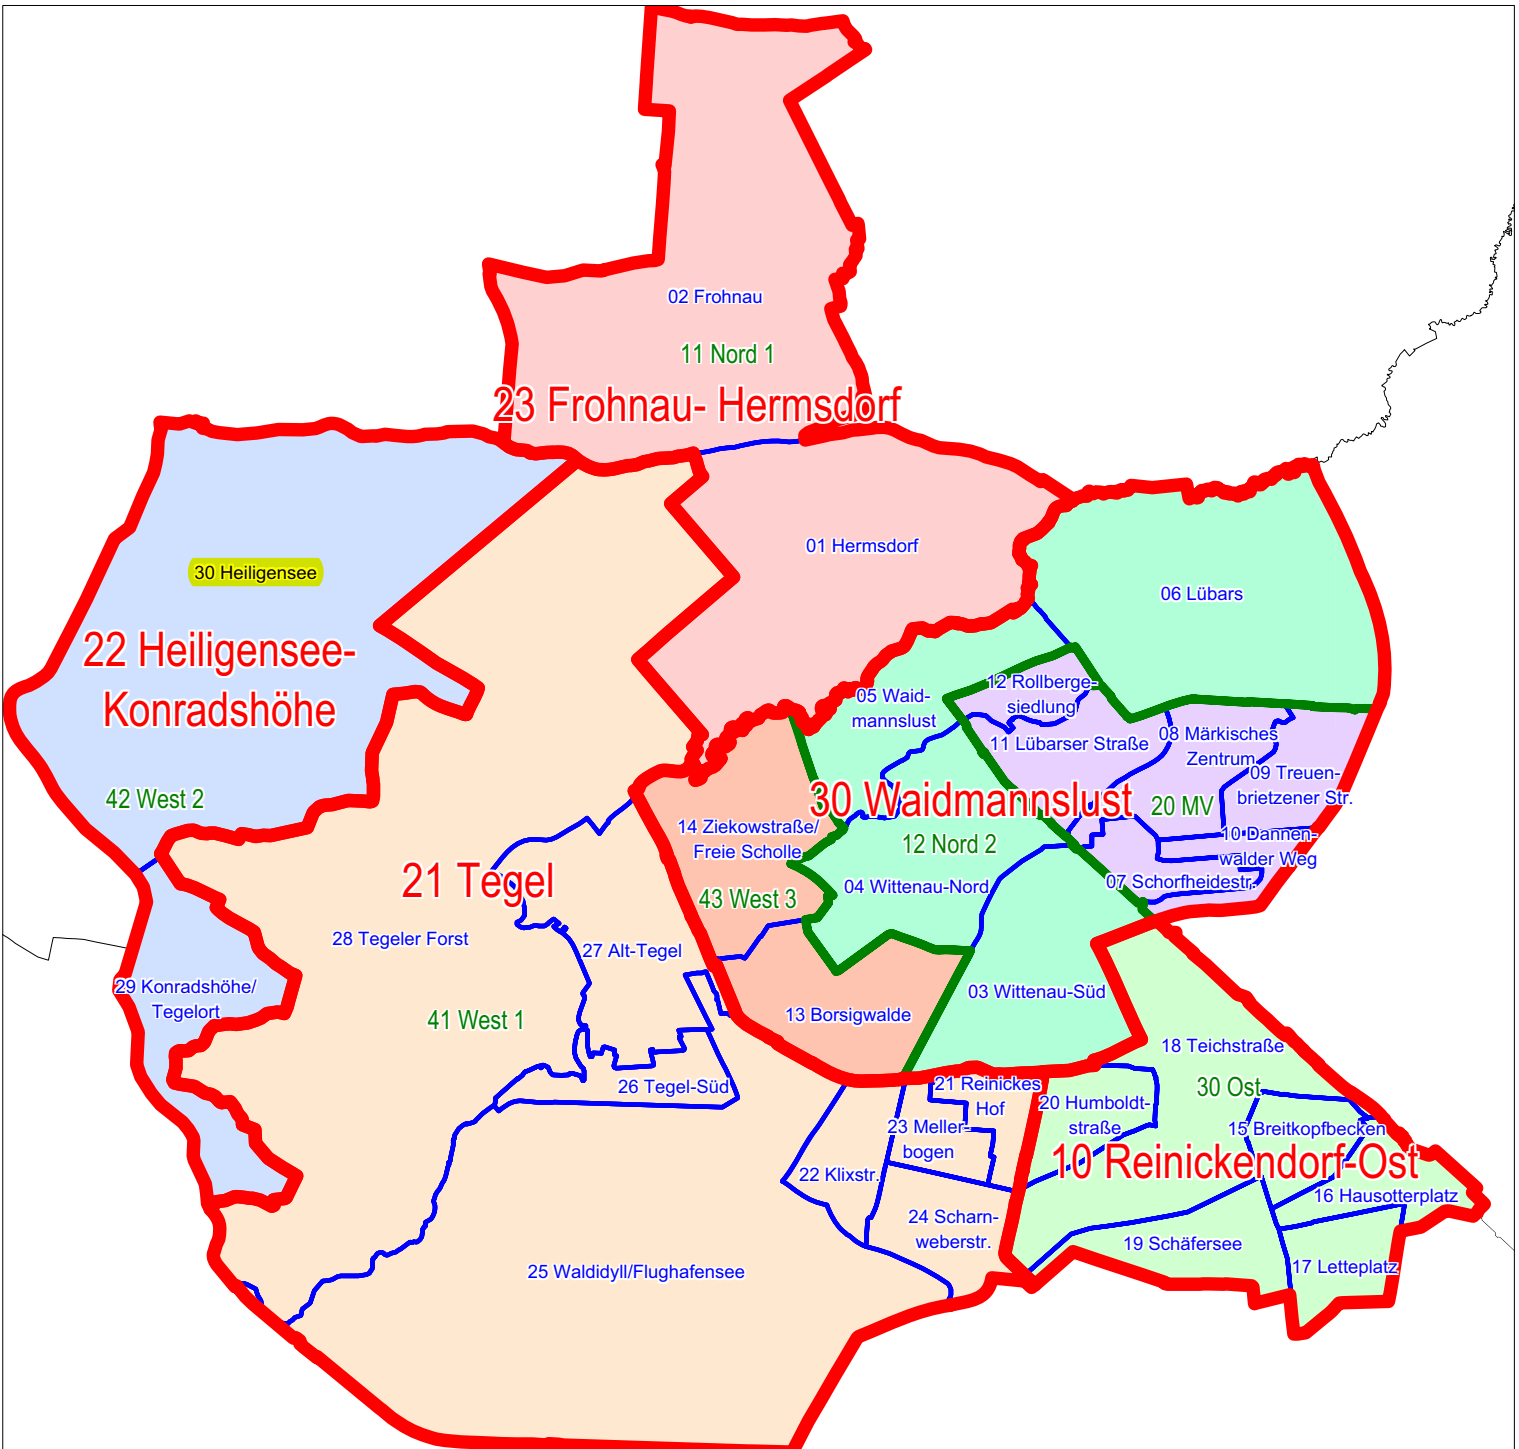 02 Frohnau
11 Nord 1
23 Frohnau- Hermsdorf
01 Hermsdorf
30 Heiligensee
06 Lübars
22 Heiligensee-
Konradshöhe
42 West 2
05 Waid-
mannslust
12 Rollberge-
siedlung
11 Lübarser Straße
08 Märkisches
Zentrum
09 Treuen-
brietzener Str.
30 Waidmannslust
20 MV
14 Ziekowstraße/
Freie Scholle
12 Nord 2
10 Dannen-
walder Weg
07 Schorfheidestr.
04 Wittenau-Nord
43 West 3
21 Tegel
28 Tegeler Forst
27 Alt-Tegel
29 Konradshöhe/
Tegelort
41 West 1
13 Borsigwalde
03 Wittenau-Süd
18 Teichstraße
26 Tegel-Süd
21 Reinickes
Hof
30 Ost
20 Humboldt-
straße
23 Meller-
bogen
15 Breitkopfbecken
10 Reinickendorf-Ost
22 Klixstr.
16 Hausotterplatz
24 Scharn-
weberstr.
19 Schäfersee
17 Letteplatz
25 Waldidyll/Flughafensee